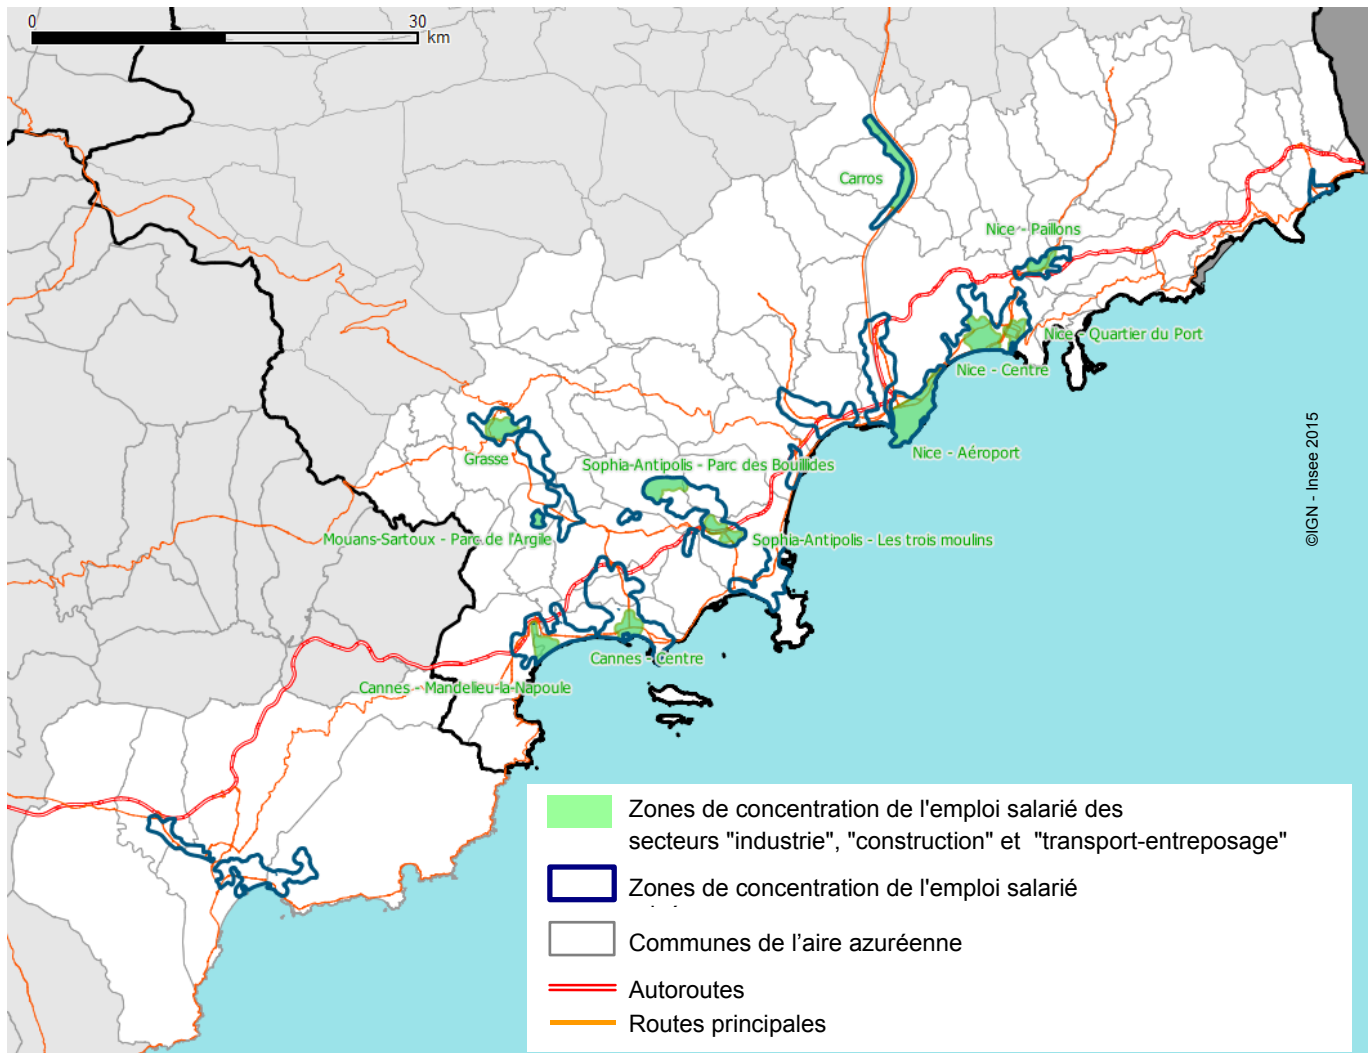 0 30
km
Carros
Nice - Paillons
Nice - Quartier du Port
Nice - Centre
Nice - Aéroport
Grasse
Sophia-Antipolis - Parc des Bouillides
Mouans-Sartoux - Parc de l'Argile
Sophia-Antipolis - Les trois moulins
Cannes - Centre
Cannes - Mandelieu-la-Napoule
©IGN - Insee 2015
Zones de concentration de l'emploi salarié des
secteurs "industrie", "construction" et "transport-entreposage"
Zones de concentration de l'emploi salarié
Communes de l’aire azuréenne
Autoroutes
Routes principales